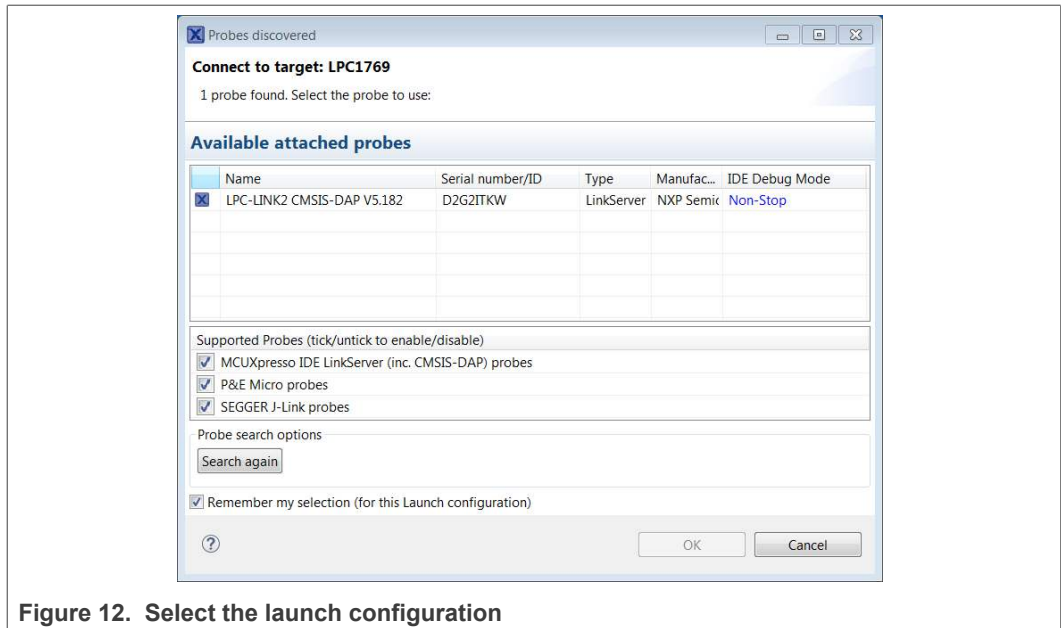 Probes discovered
Connect to target: LPC1769
1 probe found. Select the probe to use:
Available attached probes
Name Serial number/ID Type Manufac... IDE Debug Mode
LPC-LINK2 CMSIS-DAP V5.182 D2G2ITKW LinkServer NXP Semic Non-Stop
Supported Probes (tick/untick to enable/disable)
MCUXpresso IDE LinkServer (inc. CMSIS-DAP) probes
P&E Micro probes
SEGGER J-Link probes
Probe search options
Search again
Remember my selection (for this Launch configuration)
? OK Cancel
Figure 12. Select the launch configuration